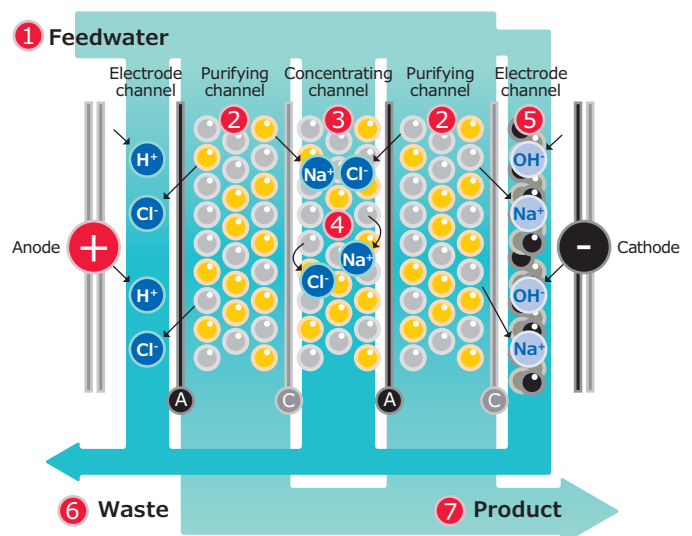 1 Feedwater
Electrode channel
Purifying channel
Concentrating channel
Purifying channel
Electrode channel
2
3
2
5
H⁺
Na⁺
Cl⁻
OH⁻
Cl⁻
4
Na⁺
Anode
+
Na⁺
-
Cathode
Cl⁻
H⁺
OH⁻
Cl⁻
Na⁺
A
C
A
C
6 Waste
7 Product